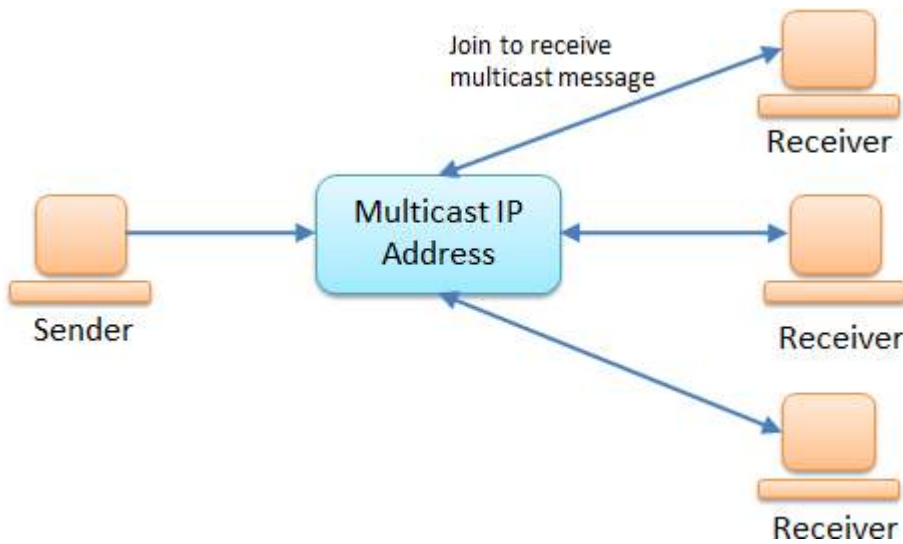 Join to receive
multicast message
Receiver
Multicast IP
Address
Sender
Receiver
Receiver